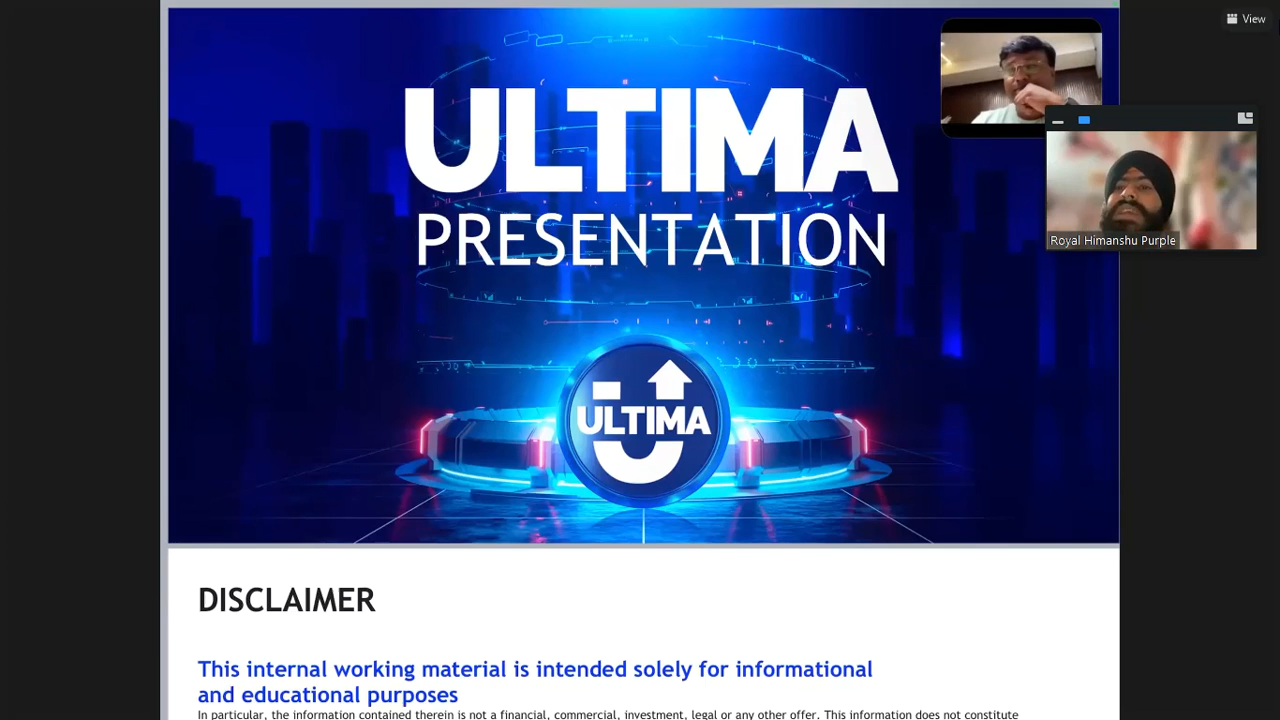 View
ULTIMA
PRESENTATION
Royal Himanshu Purple
ULTIMA
DISCLAIMER
This internal working material is intended solely for informational
and educational purposes
In particular, the information contained therein is not a financial, commercial, investment, legal or any other offer. This information does not constitute